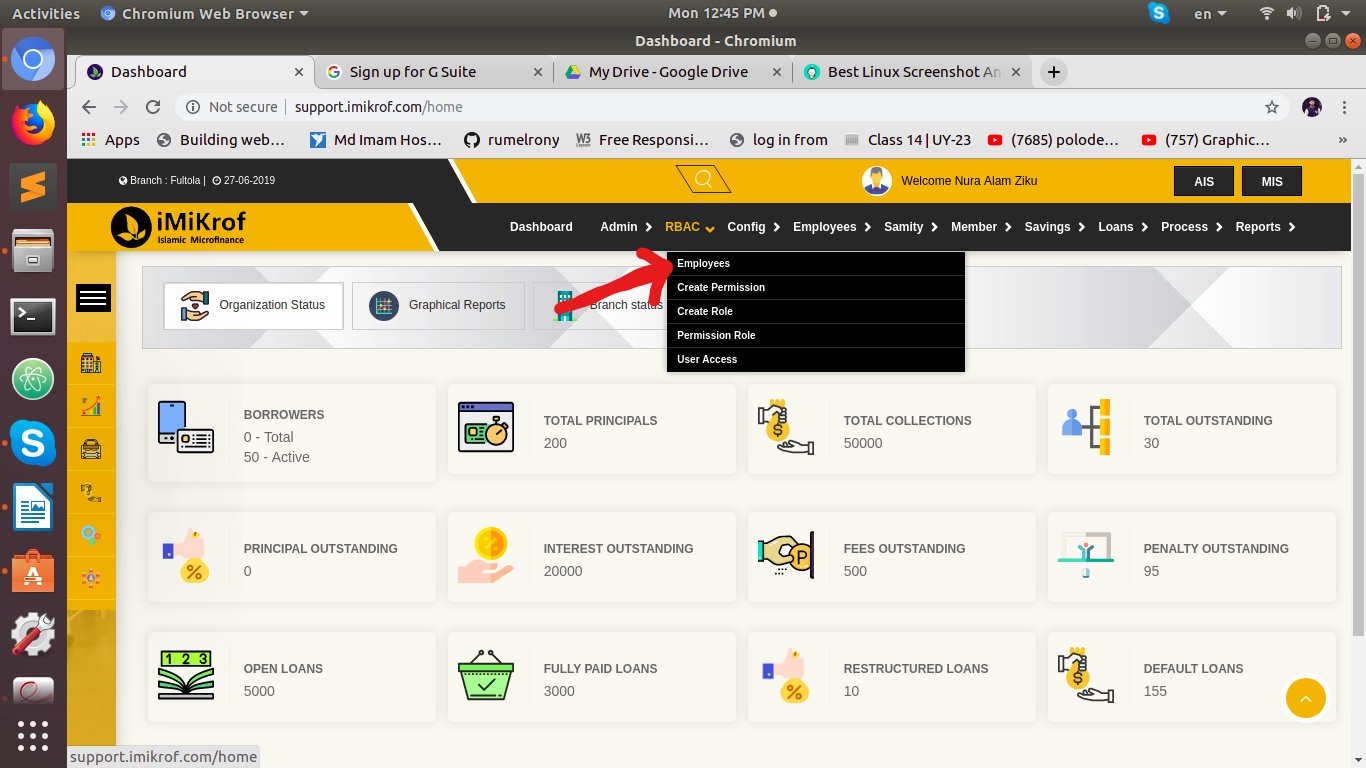 Activities
Chromium Web Browser
Mon 12:45 PM
en
Dashboard - Chromium
Dashboard
Sign up for G Suite
My Drive - Google Drive
Best Linux Screenshot An
Not secure
support.imikrof.com/home
Apps
Building web…
Md Imam Hos…
rumelrony
W3
Free Responsi…
log in from
Class 14 | UY-23
(7685) polode…
(757) Graphic…
»
Branch : Fultola |
27-06-2019
Welcome Nura Alam Ziku
AIS
MIS
iMiKrof
Islamic Microfinance
Dashboard
Admin
RBAC
Config
Employees
Samity
Member
Savings
Loans
Process
Reports
Employees
Create Permission
Create Role
Permission Role
User Access
Organization Status
Graphical Reports
Branch status
BORROWERS
0 - Total
50 - Active
TOTAL PRINCIPALS
200
TOTAL COLLECTIONS
50000
TOTAL OUTSTANDING
30
PRINCIPAL OUTSTANDING
0
INTEREST OUTSTANDING
20000
FEES OUTSTANDING
500
PENALTY OUTSTANDING
95
1 2 3
OPEN LOANS
5000
FULLY PAID LOANS
3000
RESTRUCTURED LOANS
10
DEFAULT LOANS
155
support.imikrof.com/home